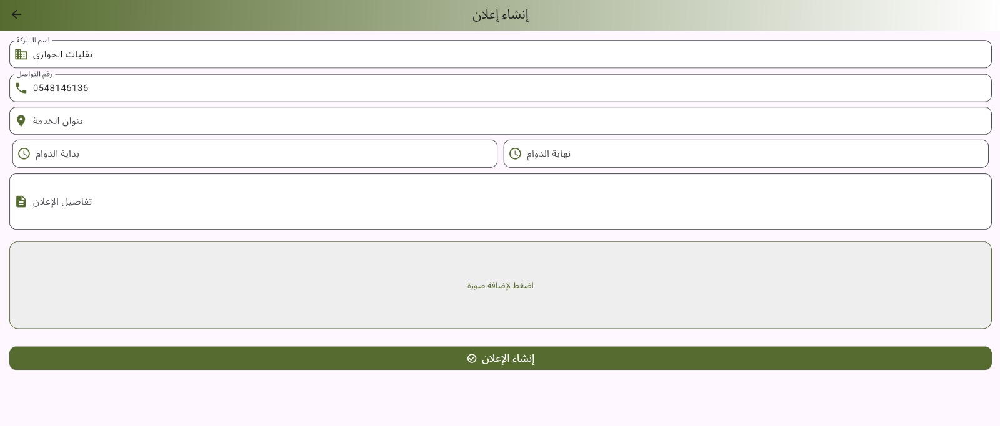 إنشاء إعلان
اسم الشركة
نقليات الحواري
رقم التواصل
0548146136
عنوان الخدمة
بداية الدوام
نهاية الدوام
تفاصيل الإعلان
اضغط لإضافة صورة
إنشاء الإعلان